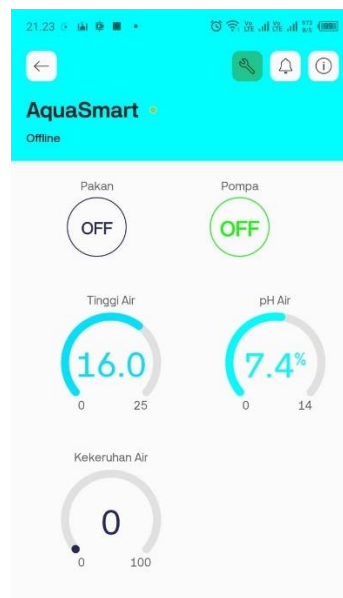 21.23
AquaSmart
Offline
Pakan Pompa
OFF OFF
Tinggi Air pH Air
16.0 7.4%
0 25 0 14
Kekeruhan Air
0
0 100